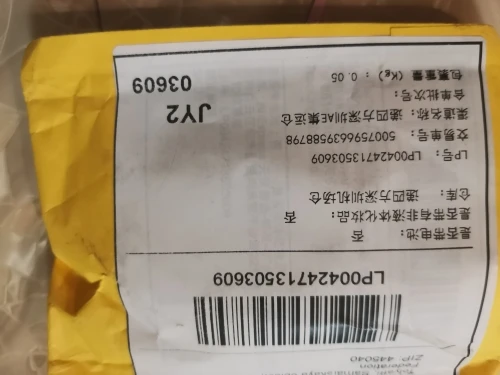 Samarskaya
Federation
ZIP: 445040
LP00424713503609
是否带电池: 否
是否带有非液体化妆品: 否
仓库: 递四方深圳机场仓
LP号: LP00424713503609
交易单号: 5007596639588798
渠道名称: 递四方深圳AE集运仓
合单批次号:
包裹重量 (Kg) : 0.05
JY2
03609